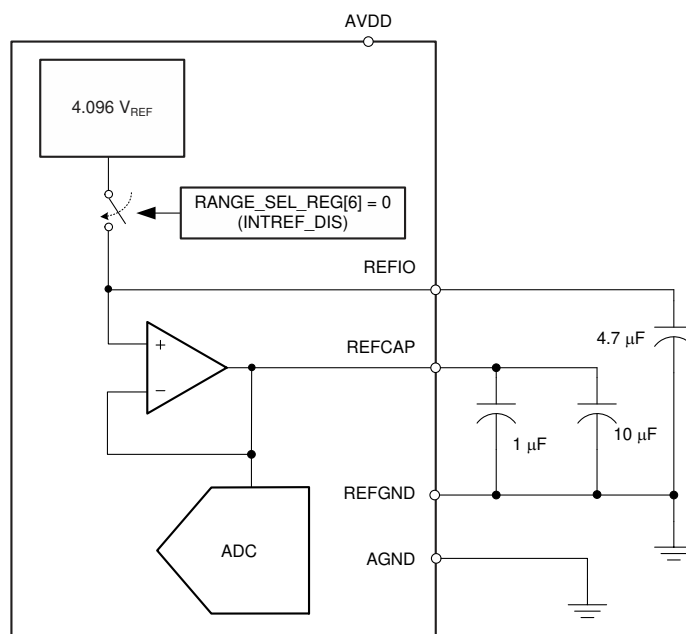 AVDD
4.096 VREF
RANGE_SEL_REG[6] = 0
(INTREF_DIS)
REFIO
4.7 µF
+
REFCAP
−
1 µF
10 µF
REFGND
ADC
AGND